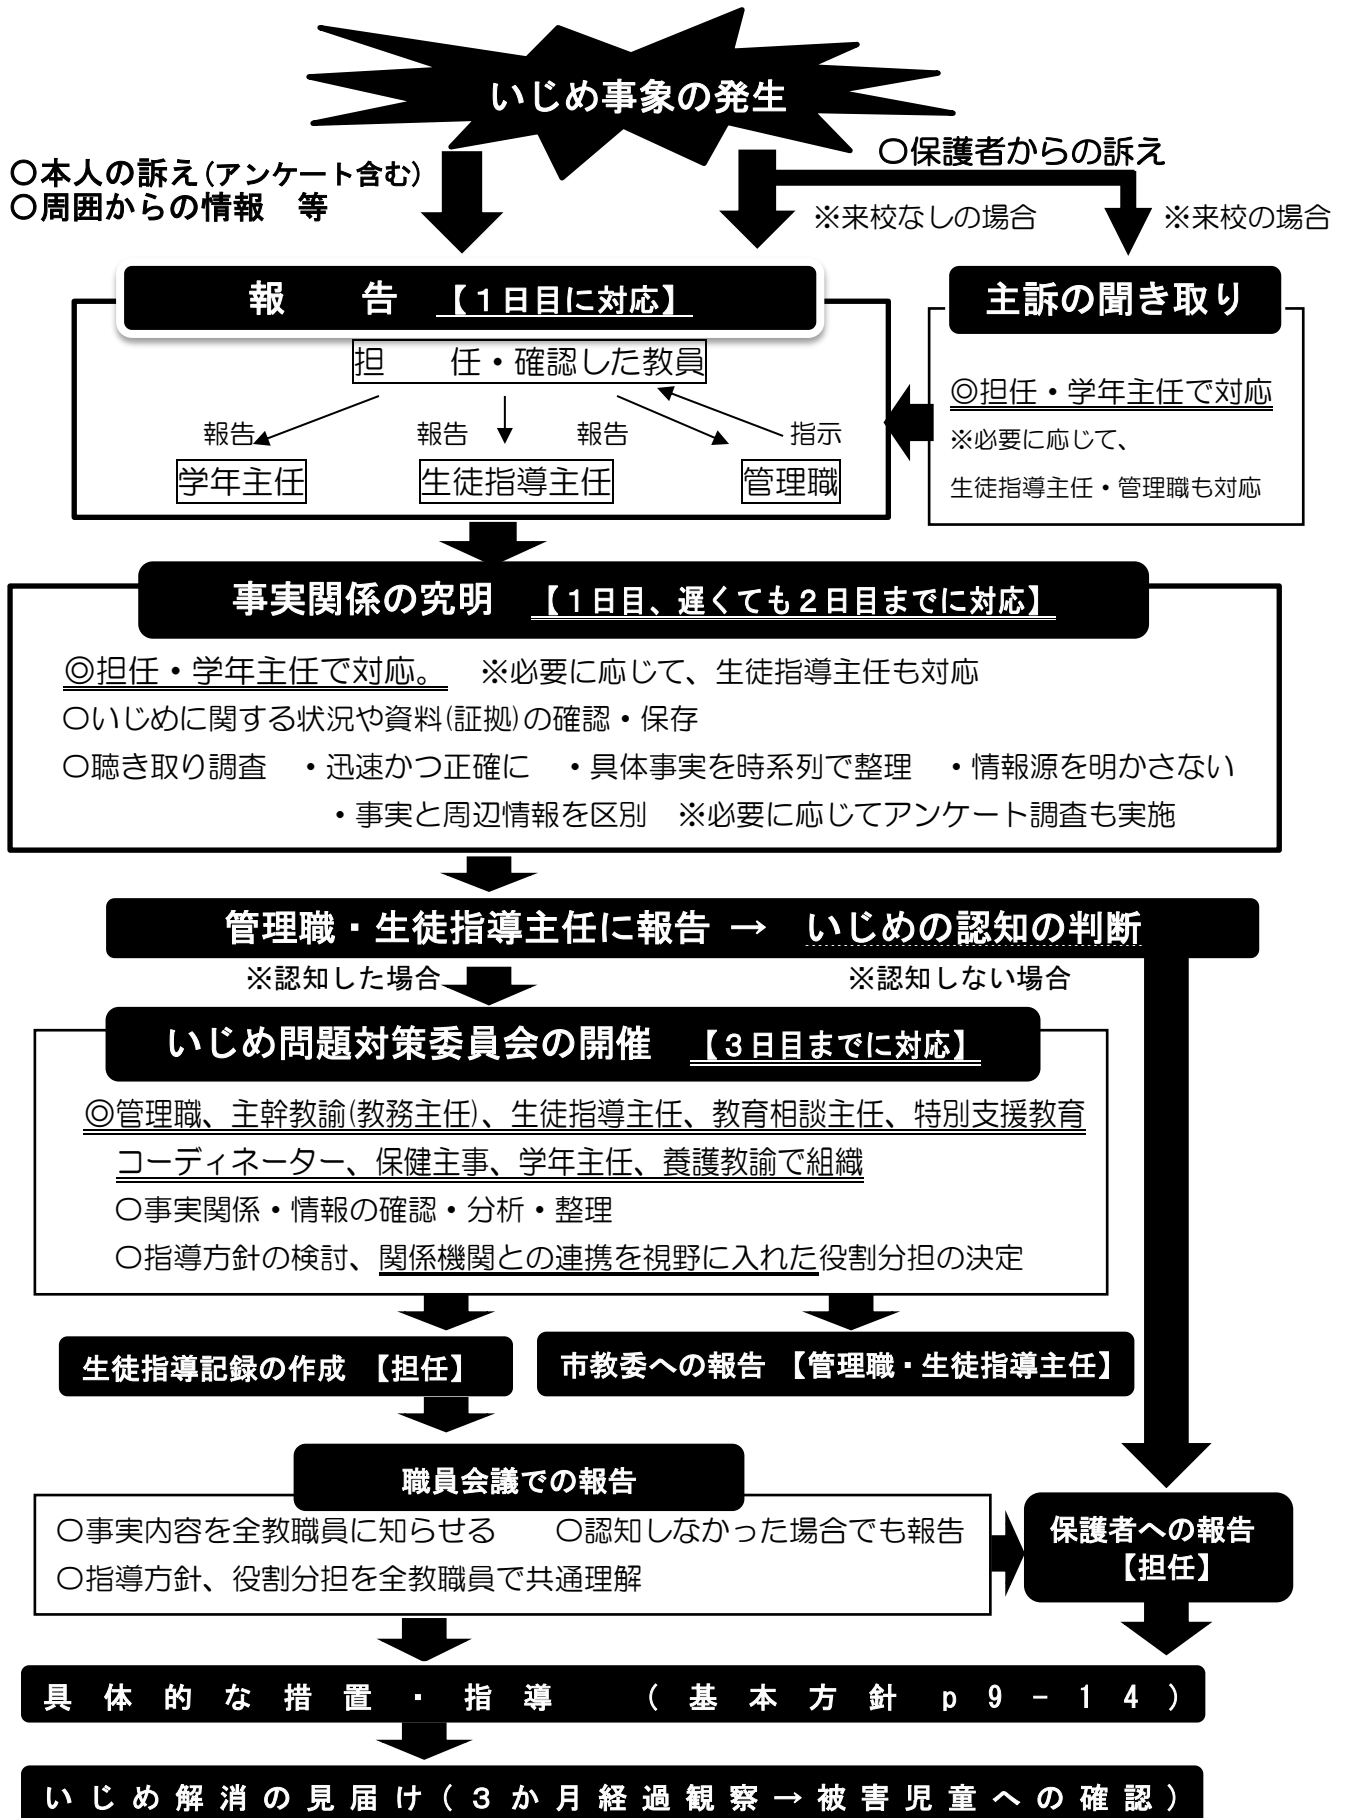 いじめ事象の発生
〇本人の訴え(アンケート含む)
〇周囲からの情報　等
〇保護者からの訴え
※来校なしの場合
※来校の場合
報　　告　【１日目に対応】
担　　任・確認した教員
報告
報告
報告
指示
学年主任
生徒指導主任
管理職
主訴の聞き取り
◎担任・学年主任で対応
※必要に応じて、
生徒指導主任・管理職も対応
事実関係の究明　【１日目、遅くても２日目までに対応】
◎担任・学年主任で対応。　※必要に応じて、生徒指導主任も対応
〇いじめに関する状況や資料(証拠)の確認・保存
〇聴き取り調査　・迅速かつ正確に　・具体事実を時系列で整理　・情報源を明かさない
・事実と周辺情報を区別　※必要に応じてアンケート調査も実施
管理職・生徒指導主任に報告 →　いじめの認知の判断
※認知した場合
※認知しない場合
いじめ問題対策委員会の開催　【３日目までに対応】
◎管理職、主幹教諭(教務主任)、生徒指導主任、教育相談主任、特別支援教育
コーディネーター、保健主事、学年主任、養護教諭で組織
〇事実関係・情報の確認・分析・整理
〇指導方針の検討、関係機関との連携を視野に入れた役割分担の決定
生徒指導記録の作成　【担任】
市教委への報告　【管理職・生徒指導主任】
職員会議での報告
〇事実内容を全教職員に知らせる　　〇認知しなかった場合でも報告
〇指導方針、役割分担を全教職員で共通理解
保護者への報告
【担任】
具体的な措置・指導　（基本方針ｐ９－１４）
いじめ解消の見届け(３か月経過観察→被害児童への確認)